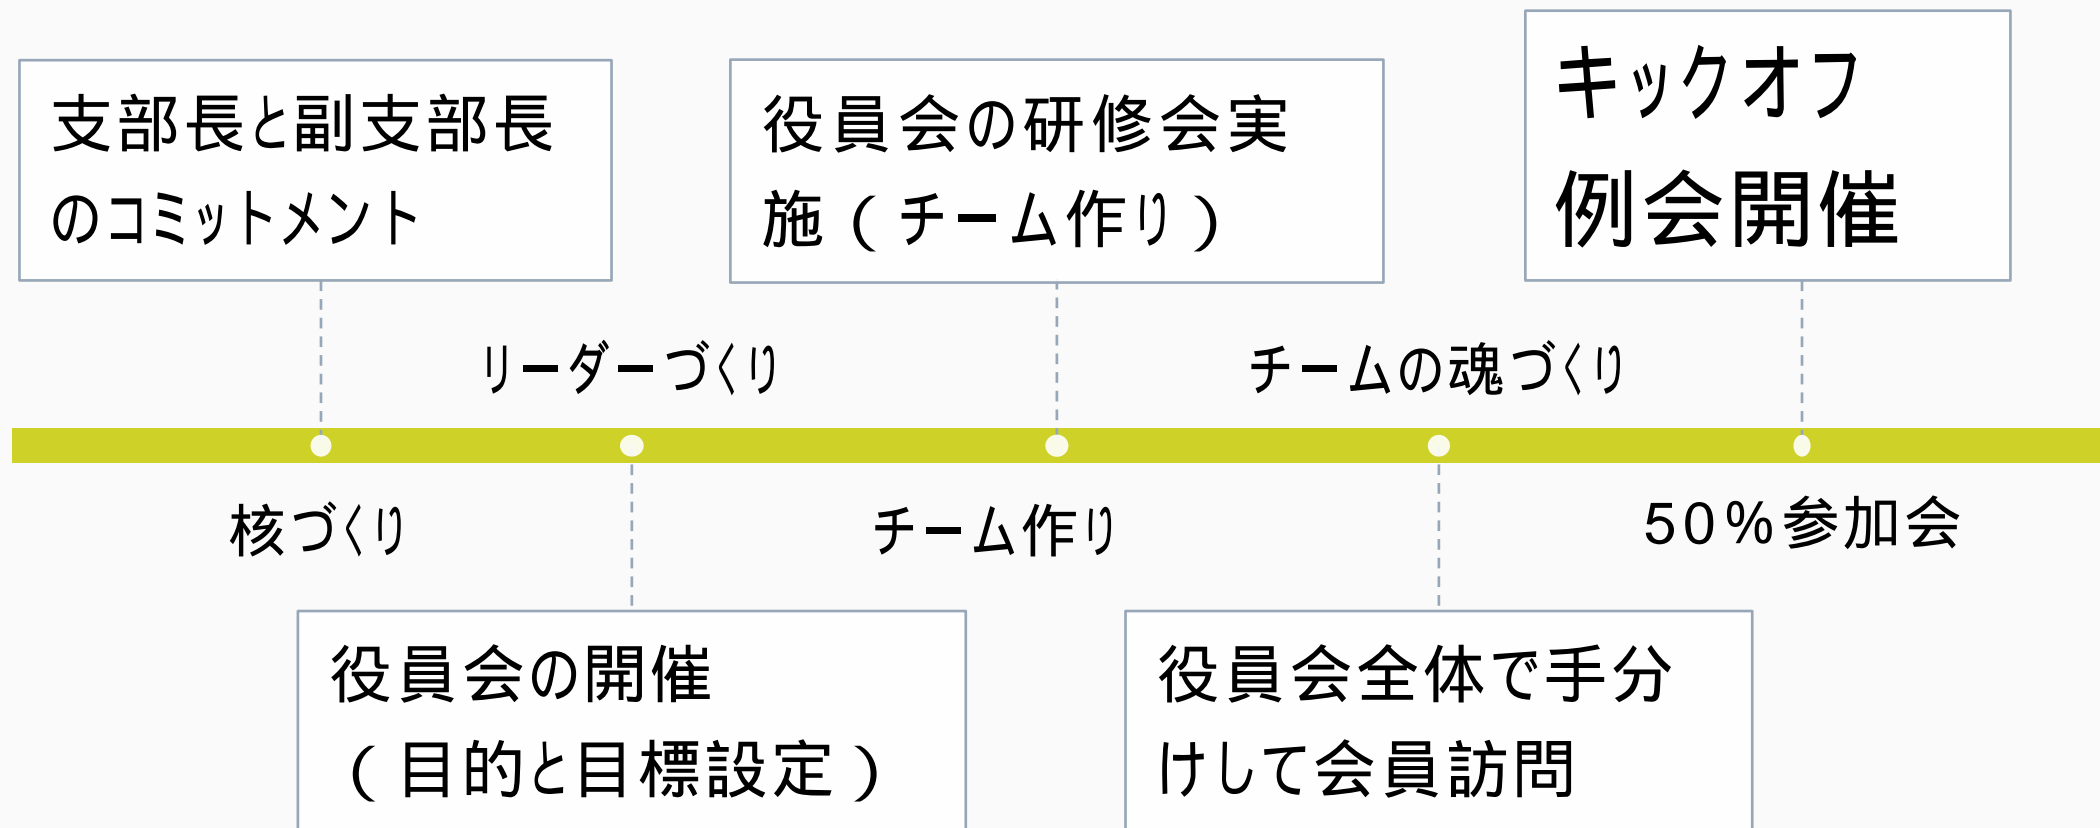 支部長と副支部長
のコミットメント
役員会の研修会実
施（チーム作り）
キックオフ
例会開催
リーダーづくり
チームの魂づくり
核づくり
チーム作り
50%参加会
役員会の開催
（目的と目標設定）
役員会全体で手分
けして会員訪問